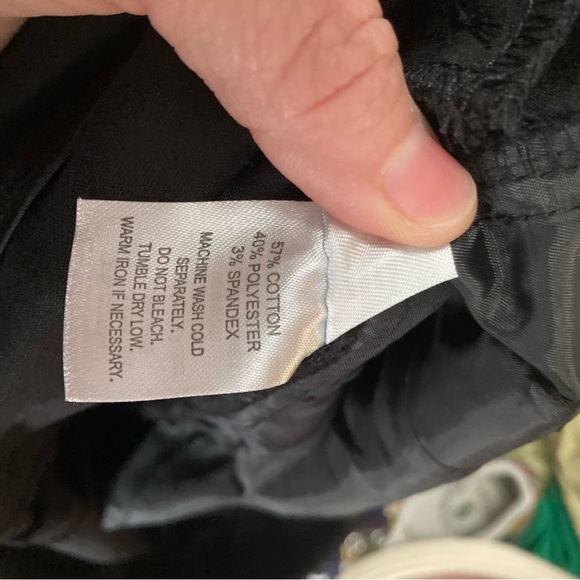 57% COTTON
40% POLYESTER
3% SPANDEX
MACHINE WASH COLD
SEPARATELY.
DO NOT BLEACH.
TUMBLE DRY LOW.
WARM IRON IF NECESSARY.